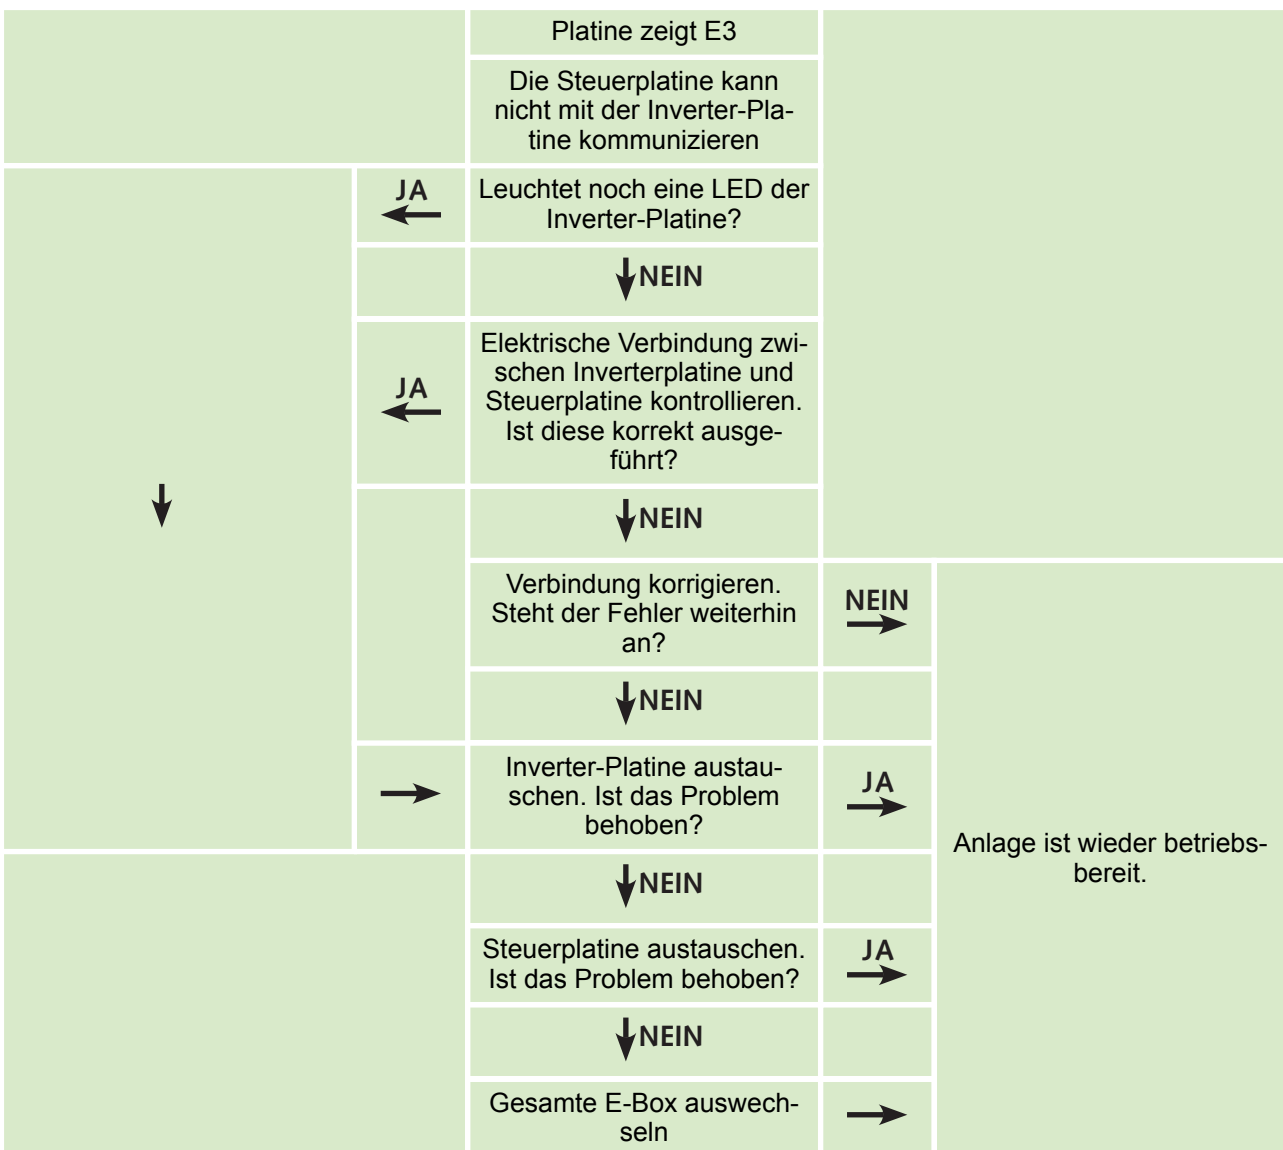 Platine zeigt E3
Die Steuerplatine kann
nicht mit der Inverter-Pla-
tine kommunizieren
JA
Leuchtet noch eine LED der
Inverter-Platine?
NEIN
JA
Elektrische Verbindung zwi-
schen Inverterplatine und
Steuerplatine kontrollieren.
Ist diese korrekt ausge-
führt?
NEIN
Verbindung korrigieren.
Steht der Fehler weiterhin
an?
NEIN
NEIN
Inverter-Platine austau-
schen. Ist das Problem
behoben?
JA
Anlage ist wieder betriebs-
bereit.
NEIN
Steuerplatine austauschen.
Ist das Problem behoben?
JA
NEIN
Gesamte E-Box auswech-
seln